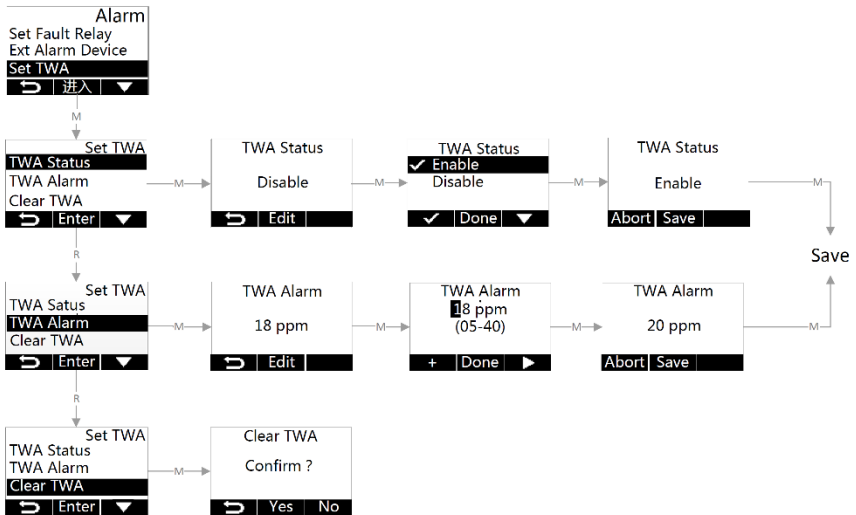 Alarm
Set Fault Relay
Ext Alarm Device
Set TWA
进入
M
Set TWA
TWA Status
TWA Alarm
Clear TWA
Enter
M
TWA Status
Disable
Edit
M
TWA Status
✓ Enable
Disable
✓ Done
M
TWA Status
Enable
Abort Save
M
Save
R
Set TWA
TWA Satus
TWA Alarm
Clear TWA
Enter
M
TWA Alarm
18 ppm
Edit
M
TWA Alarm
18 ppm
(05-40)
+ Done
M
TWA Alarm
20 ppm
Abort Save
M
R
Set TWA
TWA Status
TWA Alarm
Clear TWA
Enter
M
Clear TWA
Confirm ?
Yes No